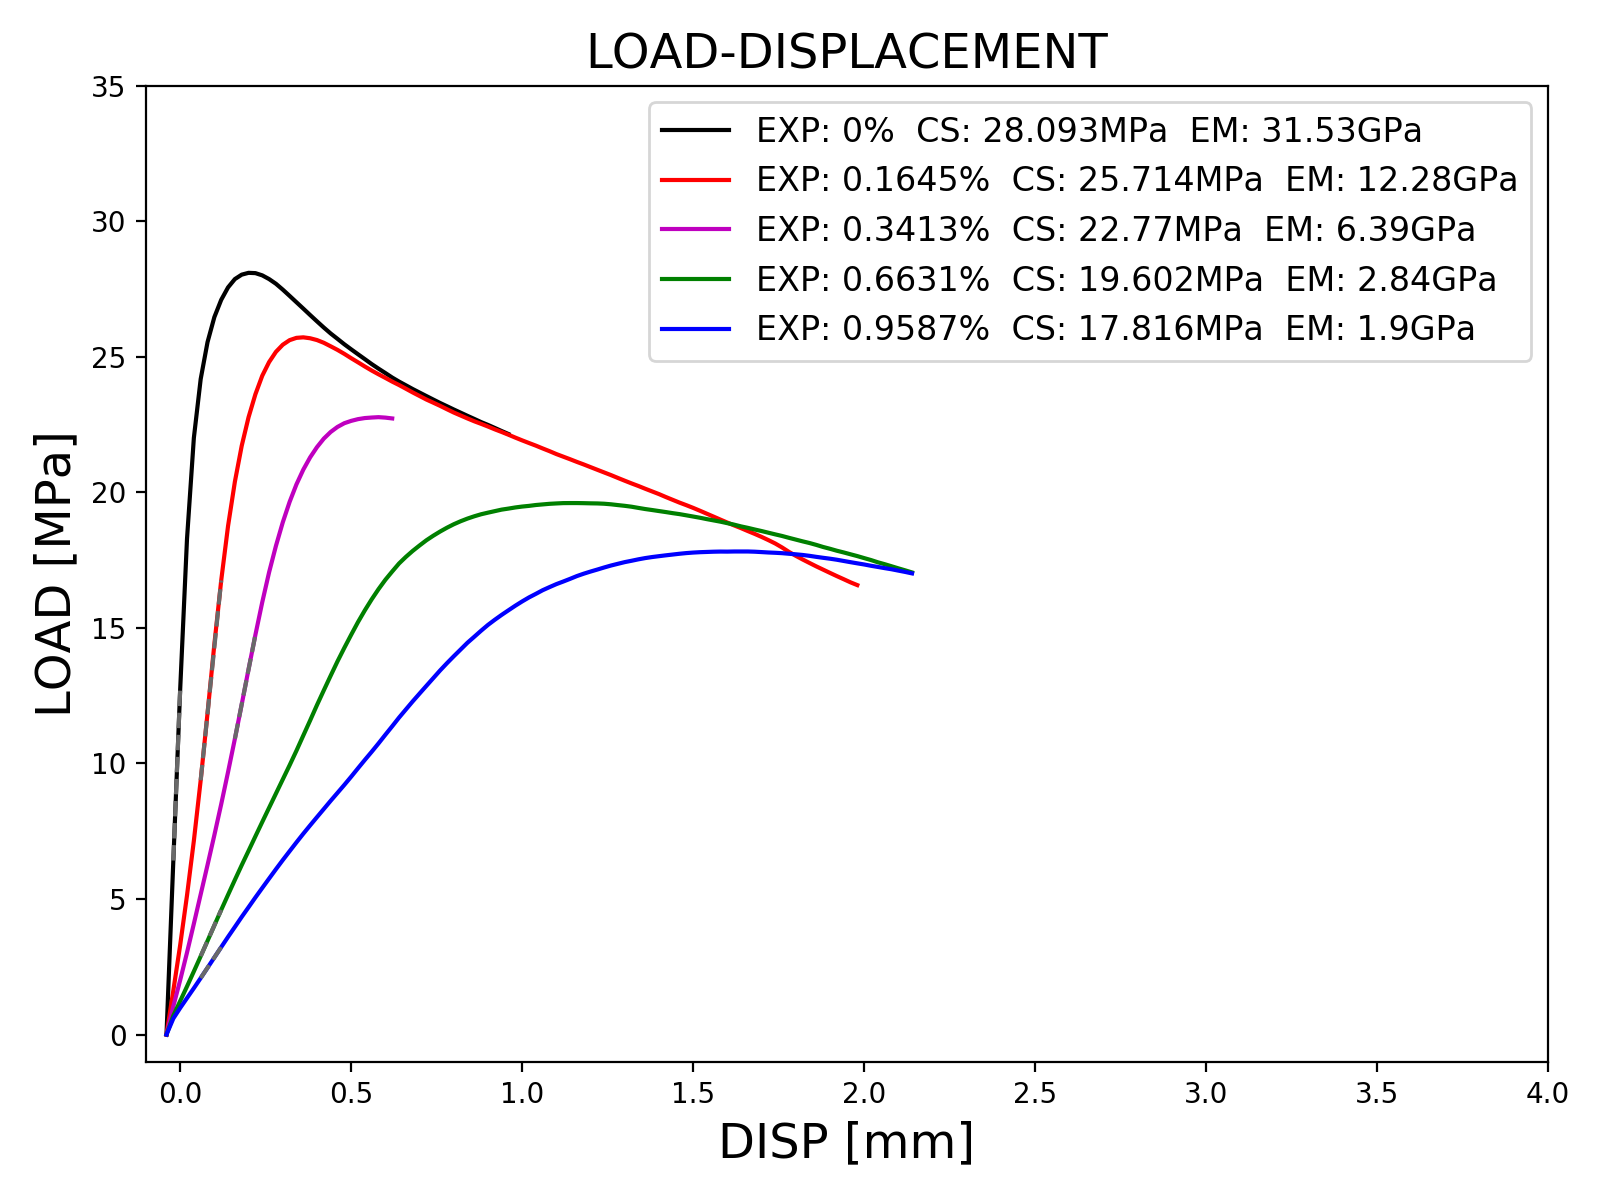 LOAD-DISPLACEMENT
EXP: 0%  CS: 28.093MPa  EM: 31.53GPa
EXP: 0.1645%  CS: 25.714MPa  EM: 12.28GPa
EXP: 0.3413%  CS: 22.77MPa  EM: 6.39GPa
EXP: 0.6631%  CS: 19.602MPa  EM: 2.84GPa
EXP: 0.9587%  CS: 17.816MPa  EM: 1.9GPa
LOAD [MPa]
35
30
25
20
15
10
5
0
0.0 0.5 1.0 1.5 2.0 2.5 3.0 3.5 4.0
DISP [mm]